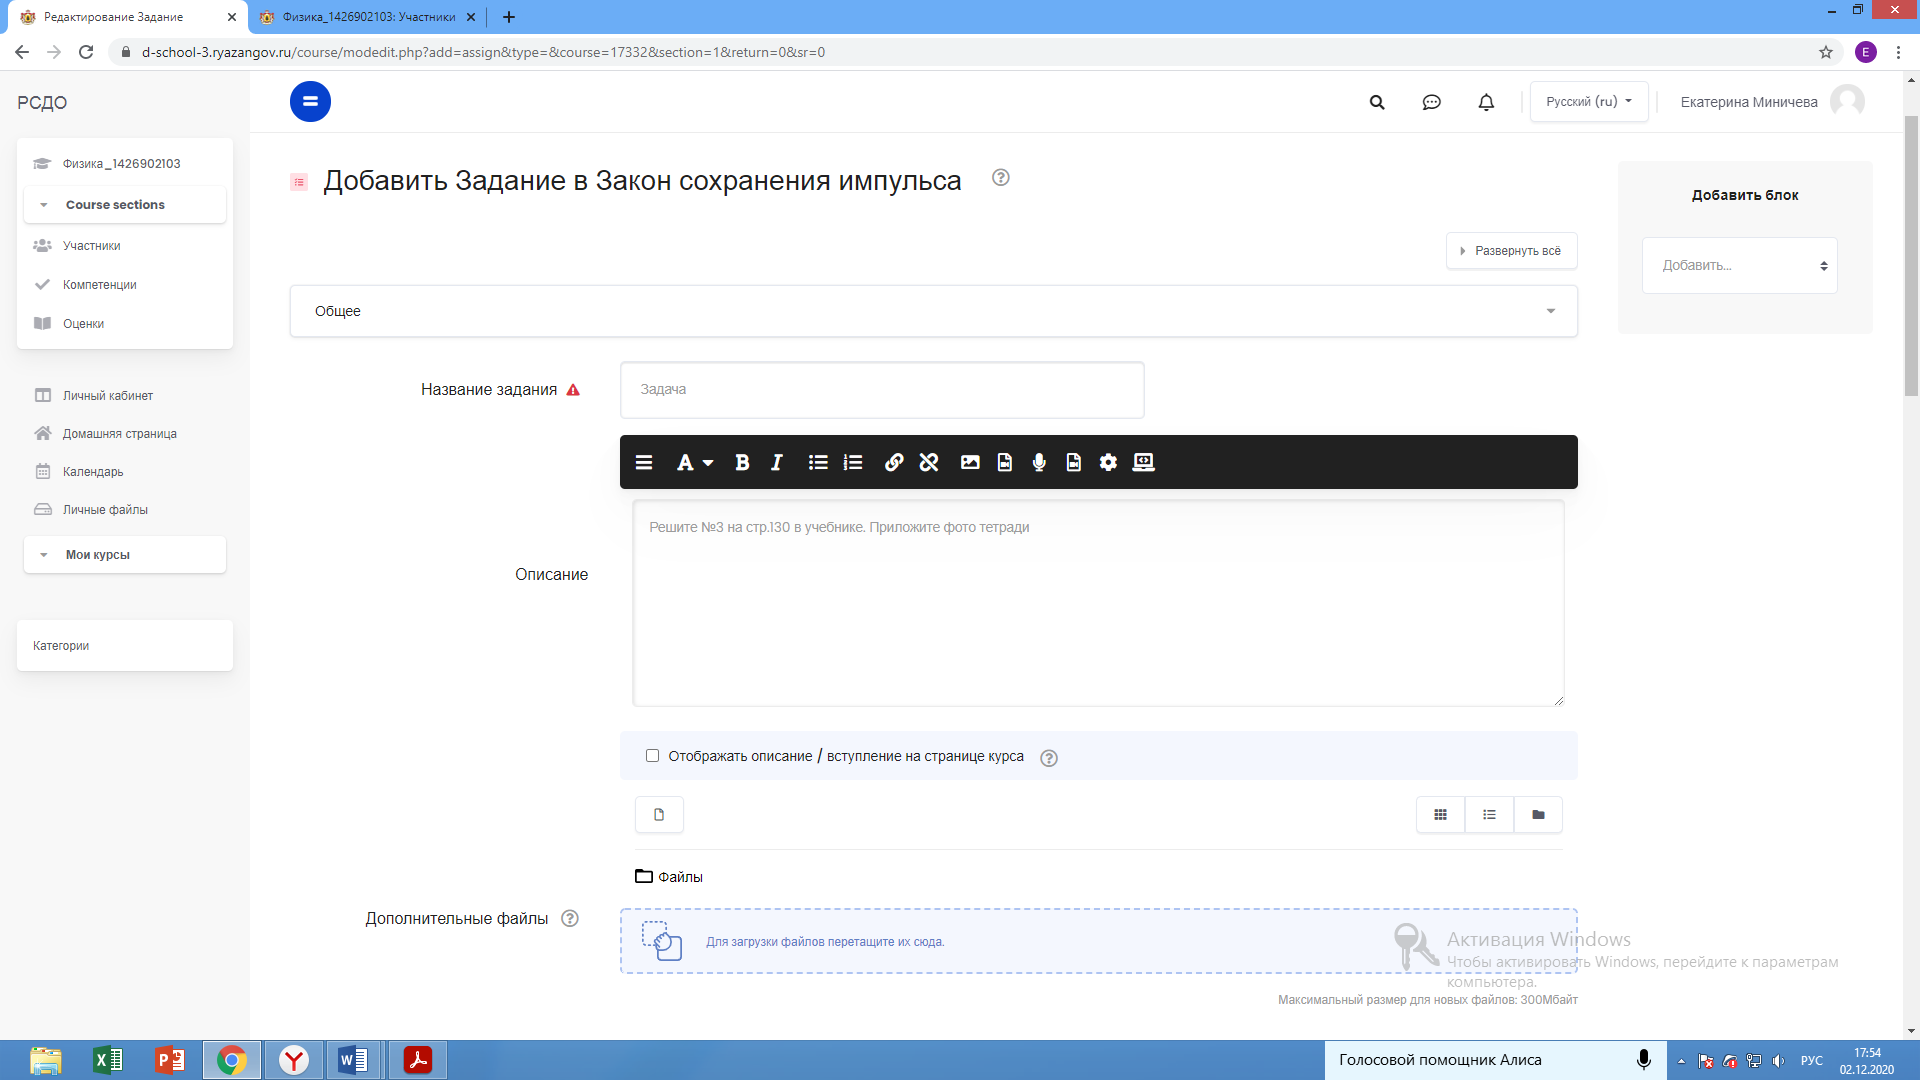 Редактирование Задание
Физика_1426902103: Участники
d-school-3.ryazangov.ru/course/modedit.php?add=assign&type=&course=17332&section=1&return=0&sr=0
E
РСДО
Русский (ru)
Екатерина Миничева
Физика_1426902103
Course sections
Участники
Компетенции
Оценки
Личный кабинет
Домашняя страница
Календарь
Личные файлы
Мои курсы
Категории
Добавить Задание в Закон сохранения импульса
Добавить блок
Добавить...
Развернуть всё
Общее
Название задания
Задача
Решите №3 на стр.130 в учебнике. Приложите фото тетради
Описание
Отображать описание / вступление на странице курса
Файлы
Дополнительные файлы
Для загрузки файлов перетащите их сюда.
Активация Windows
Чтобы активировать Windows, перейдите к параметрам
компьютера.
Максимальный размер для новых файлов: 300Мбайт
Голосовой помощник Алиса
РУС
17:54
02.12.2020